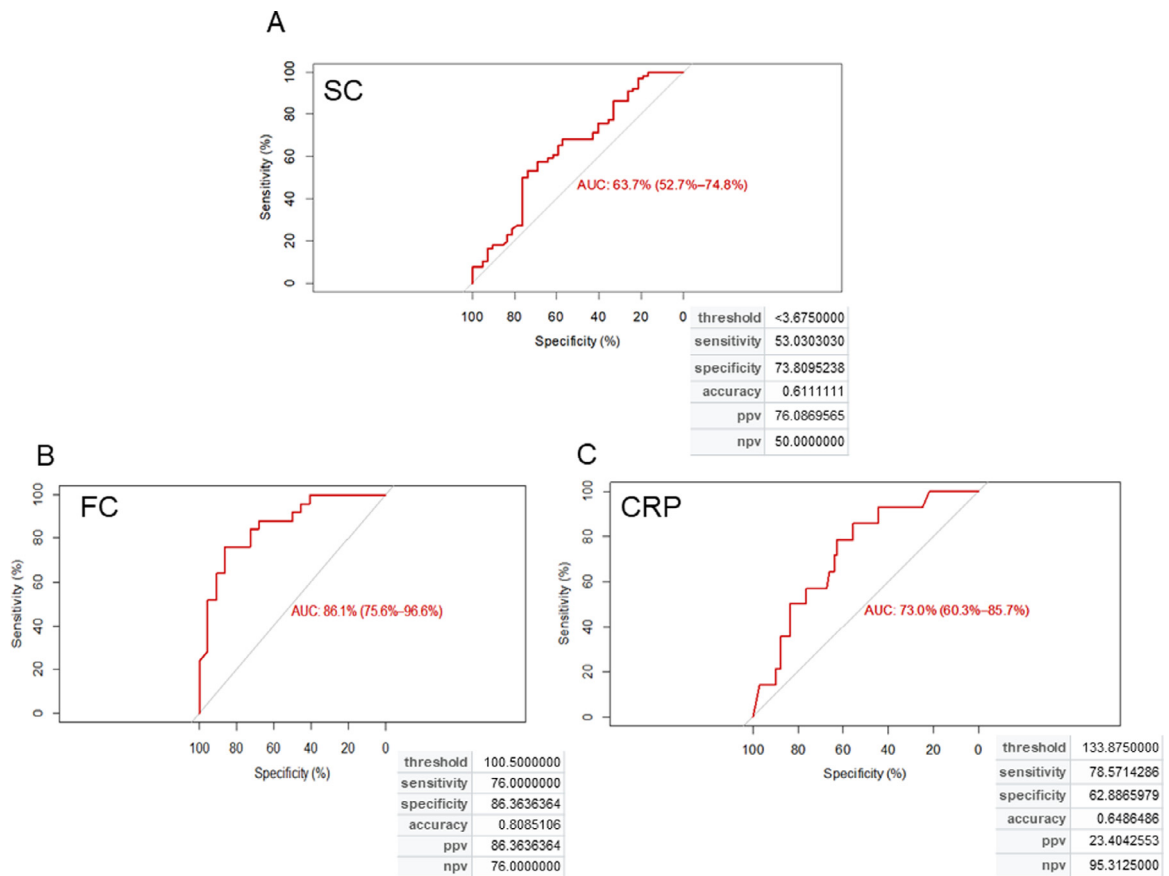 A
SC
Sensitivity (%)
100
80
60
40
20
0
AUC: 63.7% (52.7%–74.8%)
100 80 60 40 20 0
Specificity (%)
threshold <3.6750000
sensitivity 53.0303030
specificity 73.8095238
accuracy 0.6111111
ppv 76.0869565
npv 50.0000000
B
FC
Sensitivity (%)
100
80
60
40
20
0
AUC: 86.1% (75.6%–96.6%)
100 80 60 40 20 0
Specificity (%)
threshold 100.5000000
sensitivity 76.0000000
specificity 86.3636364
accuracy 0.8085106
ppv 86.3636364
npv 76.0000000
C
CRP
Sensitivity (%)
100
80
60
40
20
0
AUC: 73.0% (60.3%–85.7%)
100 80 60 40 20 0
Specificity (%)
threshold 133.8750000
sensitivity 78.5714286
specificity 62.8865979
accuracy 0.6486486
ppv 23.4042553
npv 95.3125000